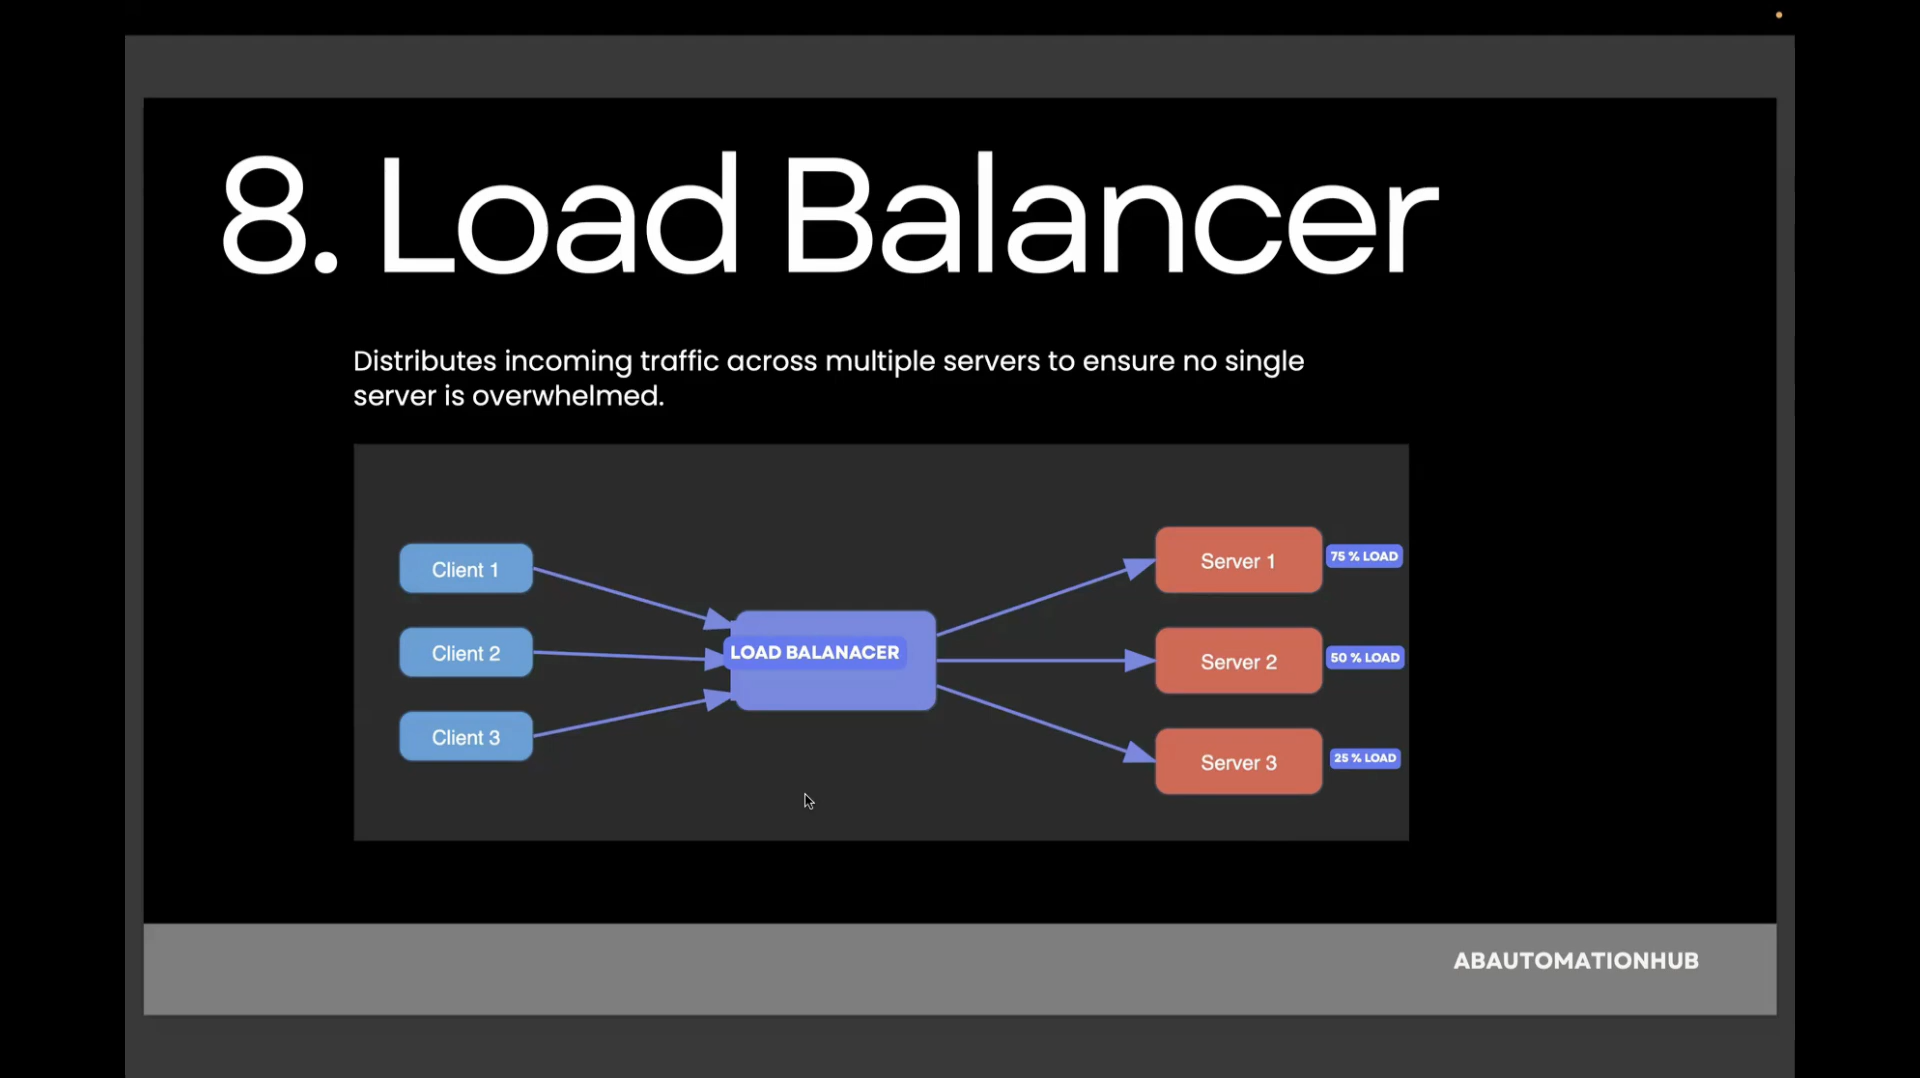 8. Load Balancer
Distributes incoming traffic across multiple servers to ensure no single
server is overwhelmed.
Client 1
Client 2
Client 3
LOAD BALANACER
Server 1
75 % LOAD
Server 2
50 % LOAD
Server 3
25 % LOAD
ABAUTOMATIONHUB